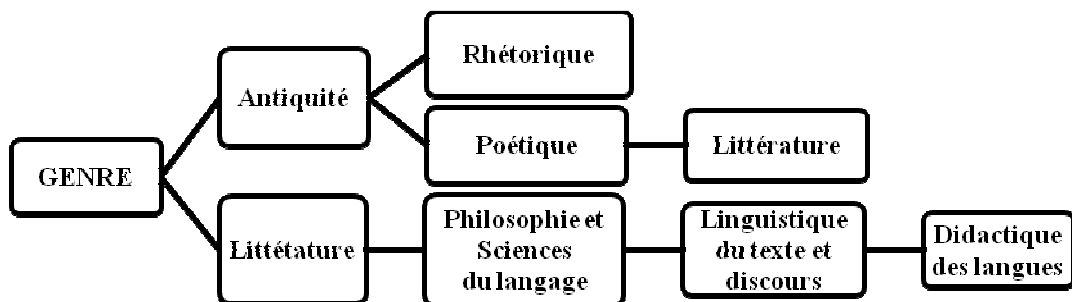 GENRE
Antiquité
Rhétorique
Poétique
Littérature
Littétature
Philosophie et
Sciences
du langage
Linguistique
du texte et
discours
Didactique
des langues